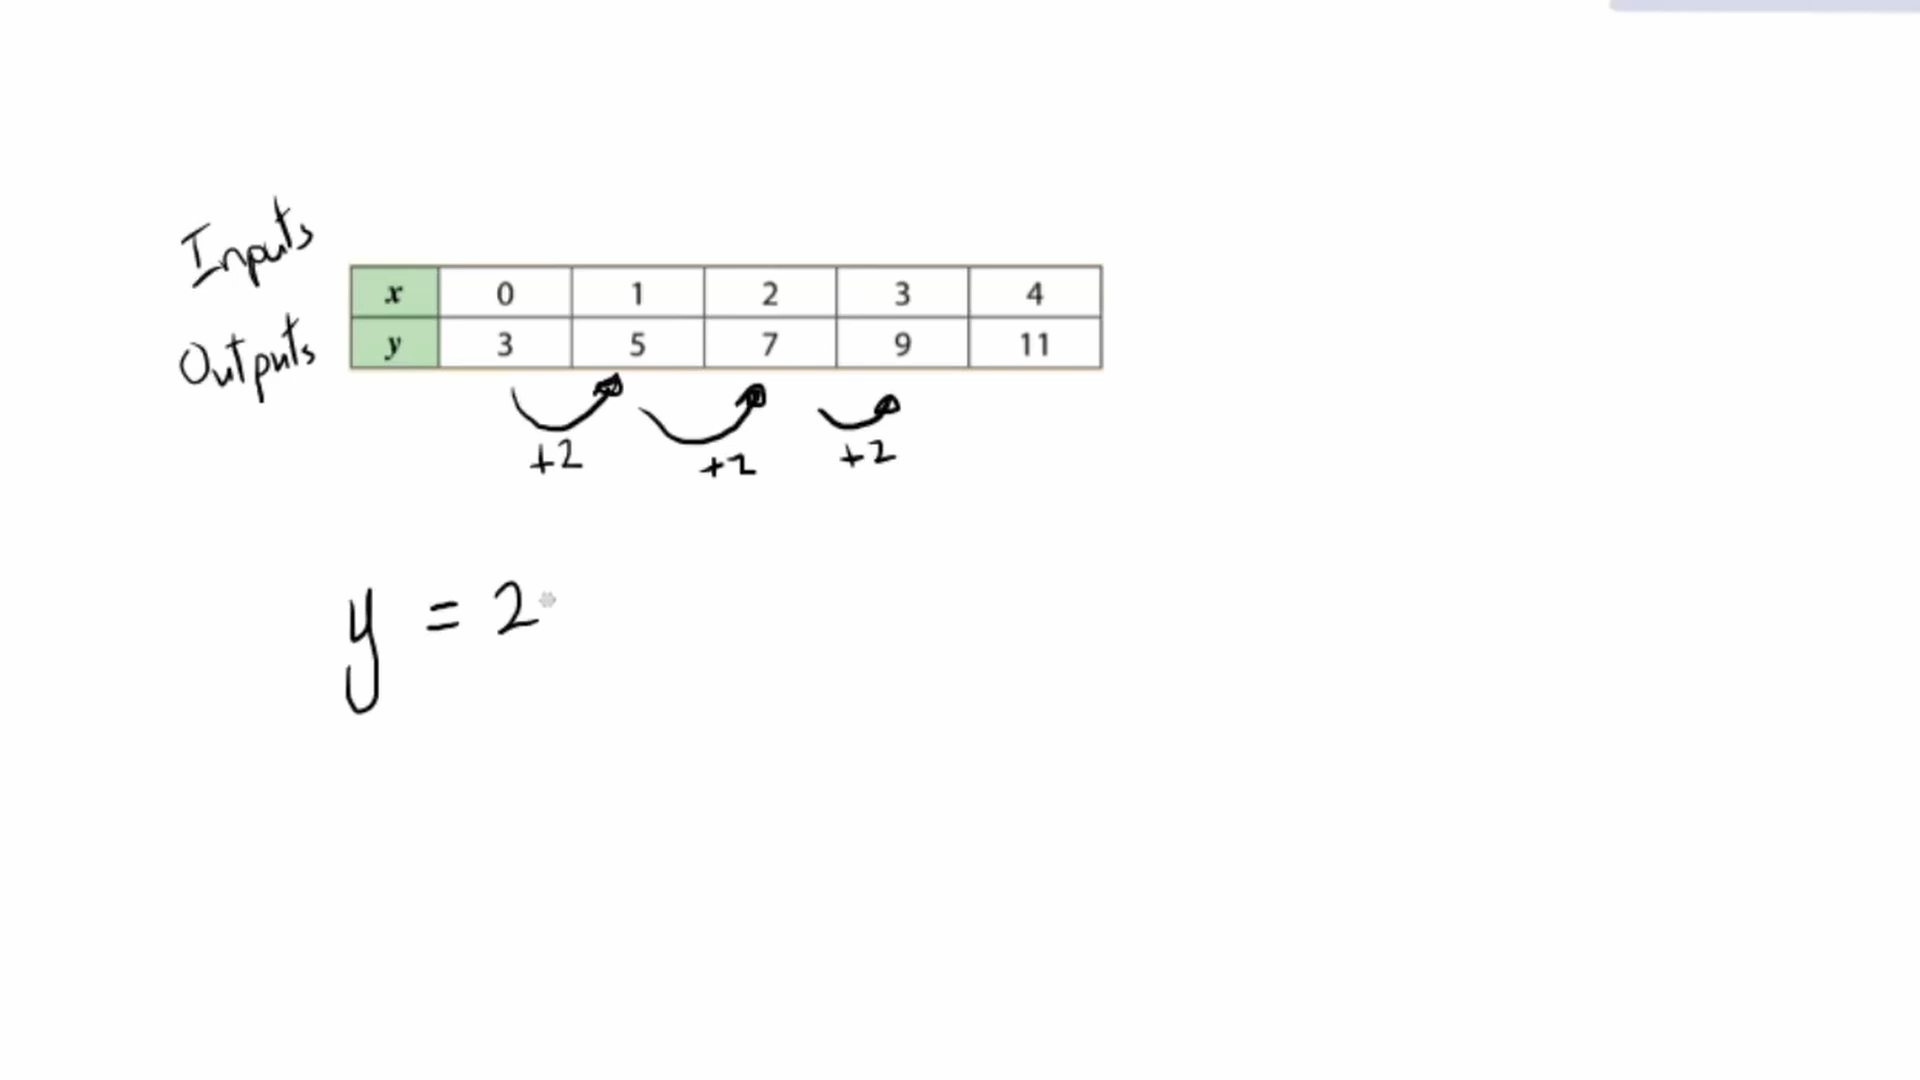 Inputs
x 0 1 2 3 4
Outputs
y 3 5 7 9 11
+2 +2 +2
y = 2